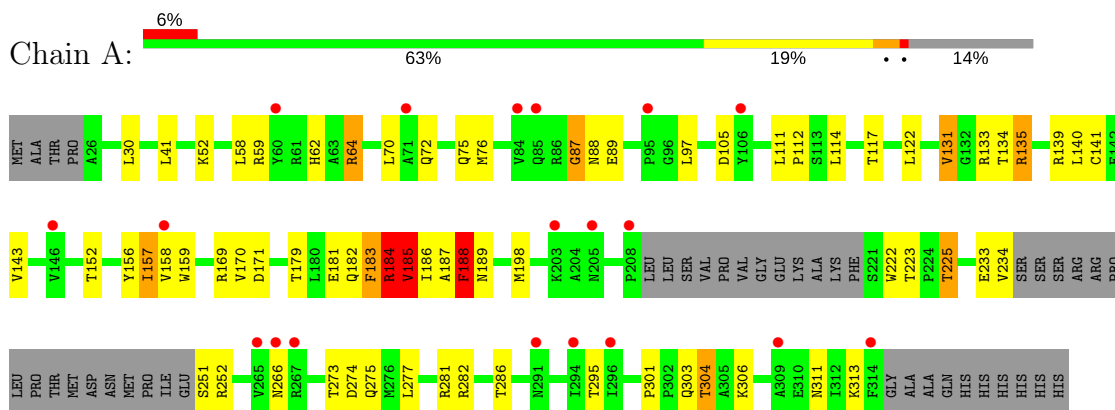 6%
Chain A:
63% 19% • • 14%
MET ALA THR PRO A26 L30 L41 K52 L58 R59 Y60 R61 H62 A63 R64 L70 A71 Q72 Q75 M76 V84 Q85 R86 G87 N88 E89 P95 G96 L97 D105 Y106 L111 P112 S113 L114 T117 L122 V131 G132 R133 T134 R135 R139 L140 C141 E142
V143 V146 T152 Y156 I157 V158 W159 R169 V170 D171 T179 L180 E181 Q182 F183 R184 V185 I186 A187 F188 N189 M198 K203 A204 N205 P208 LEU LEU SER VAL PRO VAL GLY GLU LYS ALA LYS PHE S221 W222 T223 P224 T225 E233 V234 SER SER SER ARG ARG PRO
LEU PRO THR MET ASP ASN MET PRO ILE GLU S251 R252 V265 N266 R267 T273 D274 Q275 M276 L277 R281 R282 T286 N291 I294 T295 I296 P301 P302 Q303 T304 A305 K306 A309 E310 N311 I312 K313 F314 GLY ALA ALA GLN HIS HIS HIS HIS HIS HIS